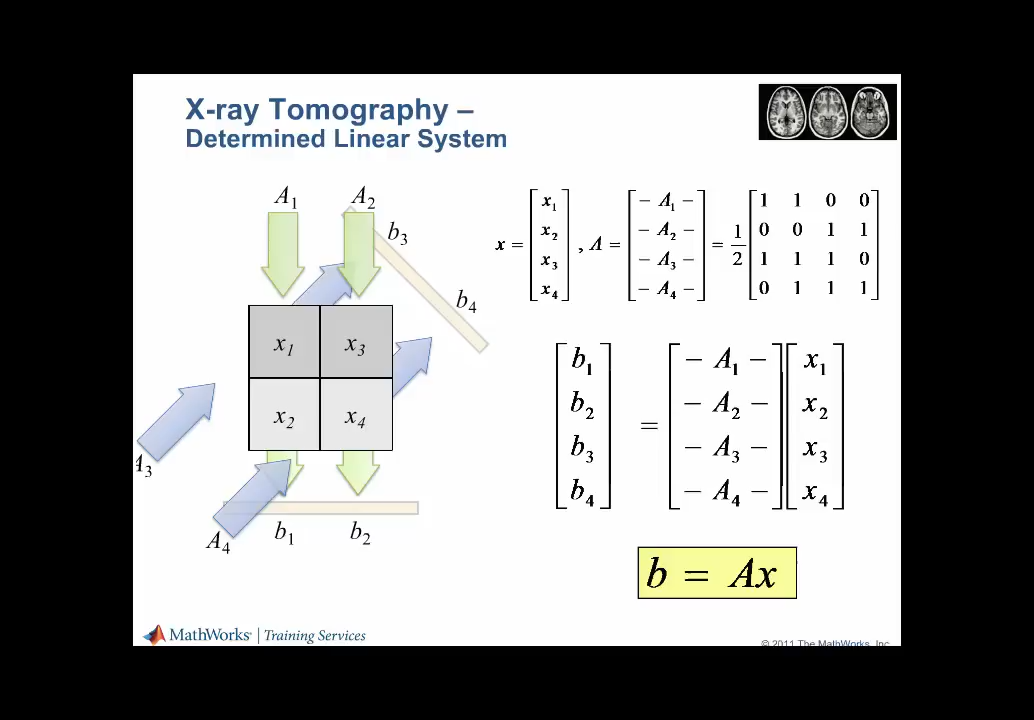 X-ray Tomography –
Determined Linear System
A1 A2
b3
b4
x1 x3
x2 x4
A3
A4 b1 b2
x = [x1 x2 x3 x4] , A = [– A1 – – A2 – – A3 – – A4 –] = 1/2 [1 1 0 0
0 0 1 1
1 1 1 0
0 1 1 1]
[b1 b2 b3 b4] = [– A1 – – A2 – – A3 – – A4 –] [x1 x2 x3 x4]
b = Ax
MathWorks | Training Services
© 2011 The MathWorks, Inc